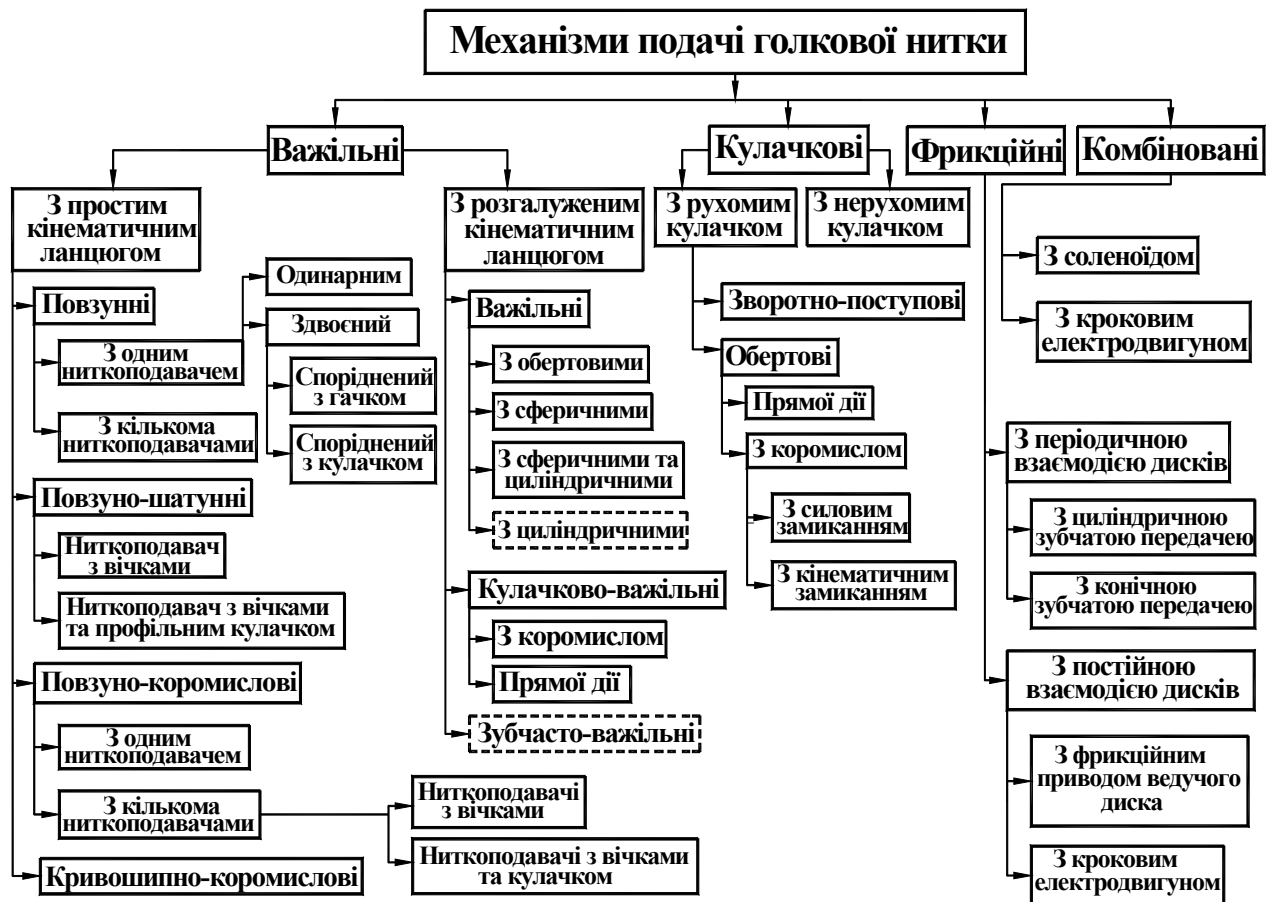 Механізми подачі голкової нитки
Важільні
Кулачкові
Фрикційні
Комбіновані
З простим
кінематичним
ланцюгом
Повзунні
З одним
ниткоподавачем
Одинарним
Здвоєний
Споріднений
з гачком
Споріднений
з кулачком
З кількома
ниткоподавачами
Повзуно-шатунні
Ниткоподавач
з вічками
Ниткоподавач з вічками
та профільним кулачком
Повзуно-коромислові
З одним
ниткоподавачем
З кількома
ниткоподавачами
Ниткоподавачі
з вічками
Ниткоподавачі з вічками
та кулачком
Кривошипно-коромислові
З розгалуженим
кінематичним
ланцюгом
Важільні
З обертовими
З сферичними
З сферичними та
циліндричними
З циліндричними
Кулачково-важільні
З коромислом
Прямої дії
Зубчасто-важільні
З рухомим
кулачком
З нерухомим
кулачком
Зворотно-поступові
Обертові
Прямої дії
З коромислом
З силовим
замиканням
З кінематичним
замиканням
З соленоїдом
З кроковим
електродвигуном
З періодичною
взаємодією дисків
З циліндричною
зубчатою передачею
З конічною
зубчатою передачею
З постійною
взаємодією дисків
З фрикційним
приводом ведучого
диска
З кроковим
електродвигуном